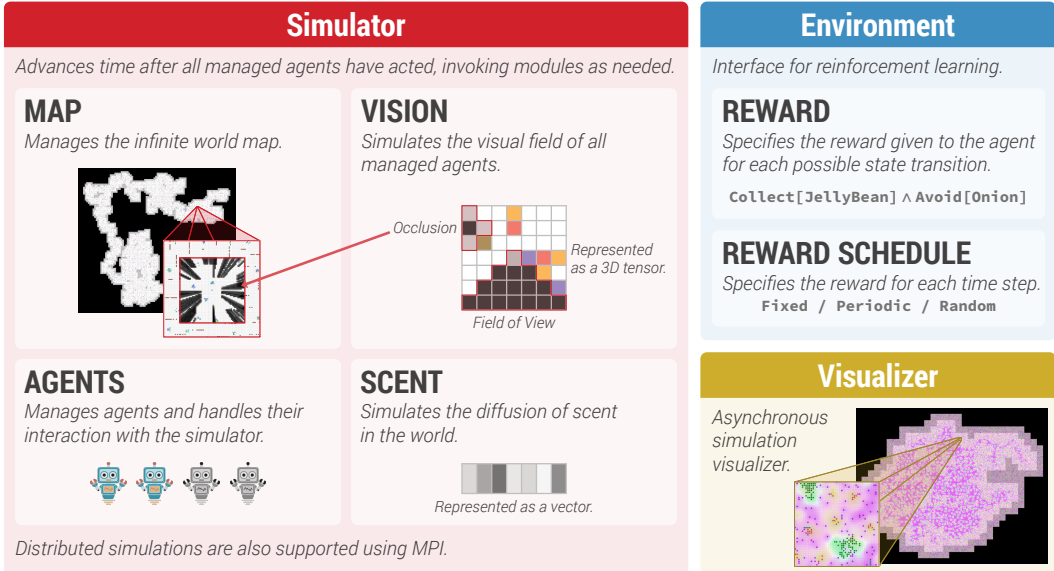 Simulator
Advances time after all managed agents have acted, invoking modules as needed.
MAP
Manages the infinite world map.
VISION
Simulates the visual field of all
managed agents.
Occlusion
Represented
as a 3D tensor.
Field of View
AGENTS
Manages agents and handles their
interaction with the simulator.
SCENT
Simulates the diffusion of scent
in the world.
Represented as a vector.
Distributed simulations are also supported using MPI.
Environment
Interface for reinforcement learning.
REWARD
Specifies the reward given to the agent
for each possible state transition.
Collect[JellyBean] ∧ Avoid[Onion]
REWARD SCHEDULE
Specifies the reward for each time step.
Fixed / Periodic / Random
Visualizer
Asynchronous
simulation
visualizer.